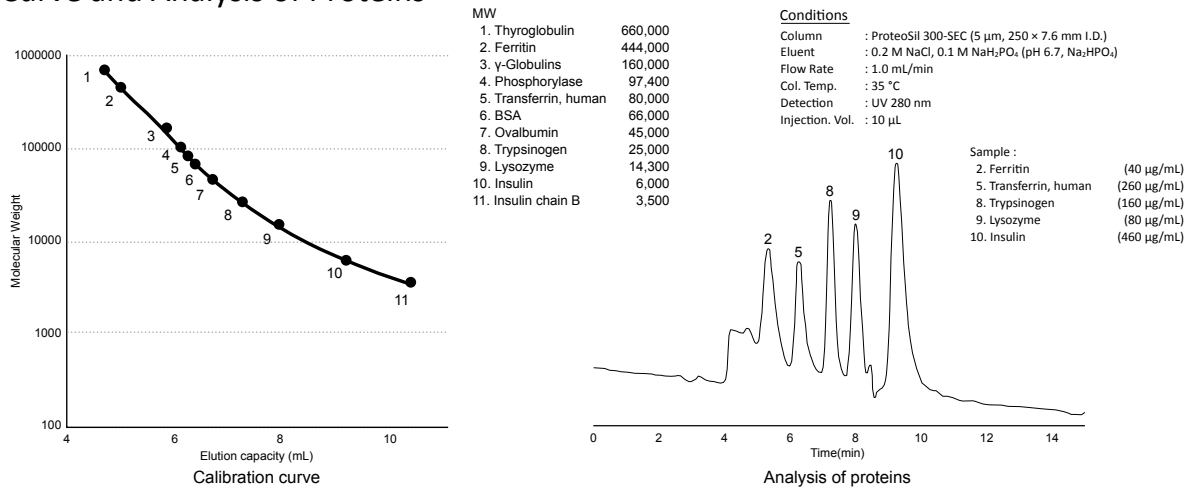 MW
1. Thyroglobulin 660,000
2. Ferritin 444,000
3. γ-Globulins 160,000
4. Phosphorylase 97,400
5. Transferrin, human 80,000
6. BSA 66,000
7. Ovalbumin 45,000
8. Trypsinogen 25,000
9. Lysozyme 14,300
10. Insulin 6,000
11. Insulin chain B 3,500
Conditions
Column : ProteoSil 300-SEC (5 μm, 250 × 7.6 mm I.D.)
Eluent : 0.2 M NaCl, 0.1 M NaH₂PO₄ (pH 6.7, Na₂HPO₄)
Flow Rate : 1.0 mL/min
Col. Temp. : 35 °C
Detection : UV 280 nm
Injection. Vol. : 10 μL
Sample :
2. Ferritin (40 μg/mL)
5. Transferrin, human (260 μg/mL)
8. Trypsinogen (160 μg/mL)
9. Lysozyme (80 μg/mL)
10. Insulin (460 μg/mL)
Molecular Weight
1000000
100000
10000
1000
100
1
2
3
4
5
6
7
8
9
10
11
4 6 8 10
Elution capacity (mL)
Calibration curve
2
5
8
9
10
0 2 4 6 8 10 12 14
Time(min)
Analysis of proteins